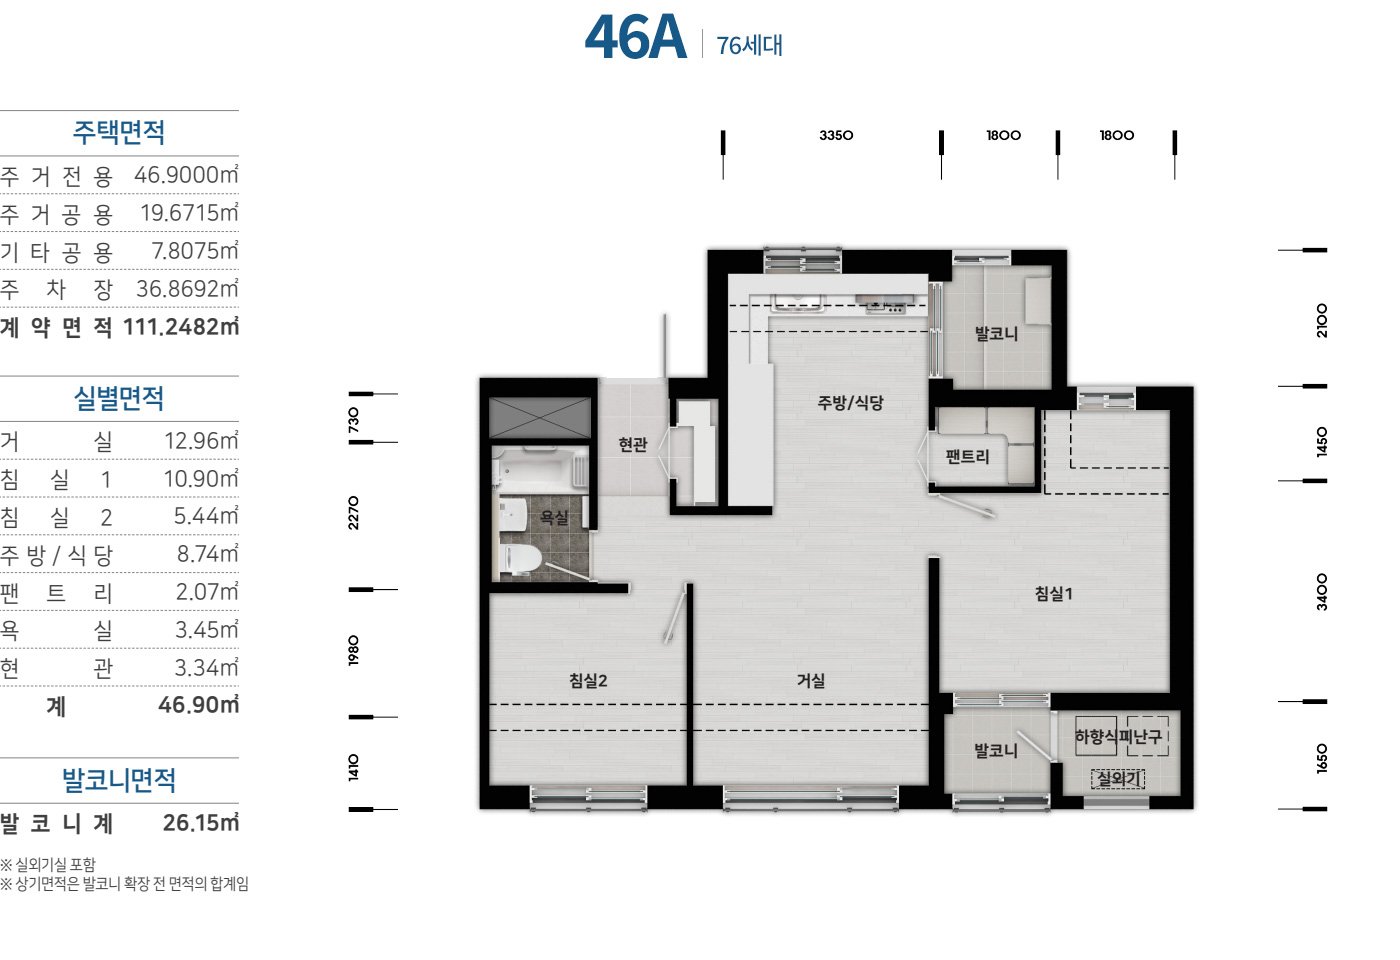 46A 76세대
주택면적
주거전용 46.9000㎡
주거공용 19.6715㎡
기타공용 7.8075㎡
주차장 36.8692㎡
계약면적 111.2482㎡
실별면적
거실 12.96㎡
침실1 10.90㎡
침실2 5.44㎡
주방/식당 8.74㎡
팬트리 2.07㎡
욕실 3.45㎡
현관 3.34㎡
계 46.90㎡
발코니면적
발코니계 26.15㎡
※ 실외기실 포함
※ 상기면적은 발코니 확장 전 면적의 합계임
3350 1800 1800
730
2270
1980
1410
발코니
주방/식당
현관
팬트리
욕실
침실1
침실2
거실
발코니
하향식피난구
실외기
2100
1450
3400
1650